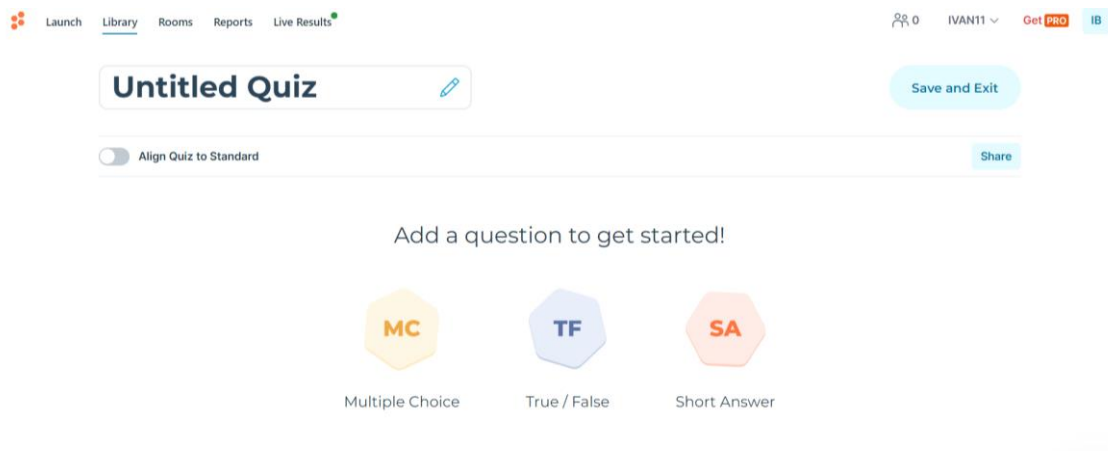 Launch Library Rooms Reports Live Results 0 IVAN11 Get PRO IB
Untitled Quiz Save and Exit
Align Quiz to Standard Share
Add a question to get started!
MC TF SA
Multiple Choice True / False Short Answer